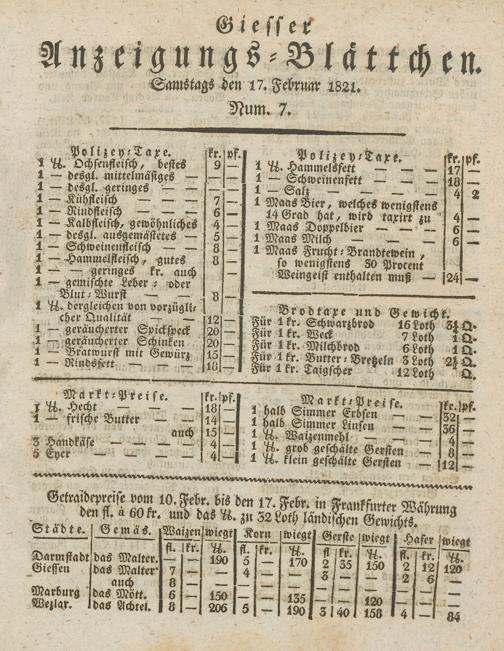 Giesser
Anzeigungs-Blättchen.
Samstags den 17. Februar 1821.
Num. 7.
Polizey-Taxe. kr. pf.
1 ℔. Ochsenfleisch, bestes 9 —
1 — desgl. mittelmäsiges — — —
1 — desgl. geringes — — —
1 — Kuhfleisch — — 7 —
1 — Rindfleisch — — 6 —
1 — Kalbfleisch, gewöhnliches 4 —
1 — desgl. ausgemästetes — 5 —
1 — Schweinenfleisch — 8 —
1 — Hammelfleisch, gutes 8 —
1 — — geringes kr. auch — —
1 — gemischte Leber- oder
Blut-Wurst — — 8 —
1 ℔. dergleichen von vorzügli-
cher Qualität — 12 —
1 — geräucherter Spickspeck 20 —
1 — geräucherter Schinken 20 —
1 — Bratwurst mit Gewürz 15 —
1 — Rindsfett — — 18 —
Polizey-Taxe. kr. pf.
1 ℔. Hammelsfett — — 17 —
1 — Schweinenfett — — 18 —
1 — Salz — — — 4 2
1 Maas Bier, welches wenigstens
14 Grad hat, wird taxirt zu 4 —
1 Maas Doppelbier — — 6 —
1 Maas Milch — — 6 —
1 Maas Frucht-Brandtewein,
so wenigstens 30 Procent
Weingeist enthalten muß — 24 —
Brodtaxe und Gewicht.
Für 1 kr. Schwarzbrod 16 Loth Q.
Für 1 kr. Weck 7 Loth 1 Q.
Für 1 kr. Milchbrod 6 Loth 1 Q.
Für 1 kr. Butter-Bretzeln 3 Loth Q.
Für 1 kr. Taigscher 12 Loth Q.
Markt-Preise. kr. pf.
1 ℔. Hecht — — 18 —
1 — frische Butter — — 14 —
auch 15 —
3 Handkäse — — — 4 —
5 Eyer — — — 4 —
Markt-Preise. kr. pf.
1 halb Simmer Erbsen — 32 —
1 halb Simmer Linsen — 36 —
1 ℔. Waizenmehl — — 4 —
1 ℔. grob geschälte Gersten — 8 —
1 ℔. klein geschälte Gersten — 12 —
Getraidepreise vom 10. Febr. bis den 17. Febr. in Frankfurter Währung
den fl. à 60 kr. und das ℔. zu 32 Loth ländischen Gewichts.
Städte. Gemäs. Waizen wiegt Korn wiegt Gerste wiegt Hafer wiegt
fl. kr. ℔. fl. kr. ℔. fl. kr. ℔. fl. kr. ℔.
Darmstadt das Malter. — — 190 5 — 170 2 35 150 2 12 120
Giessen das Malter 7 — — 4 — — 3 — — 2 6 —
auch 8 —
Marburg das Mött. 6 — 150 — — 135 — — 120 — — —
Wezlar. das Achtel. 8 — 206 5 — 190 3 40 158 4 — 84